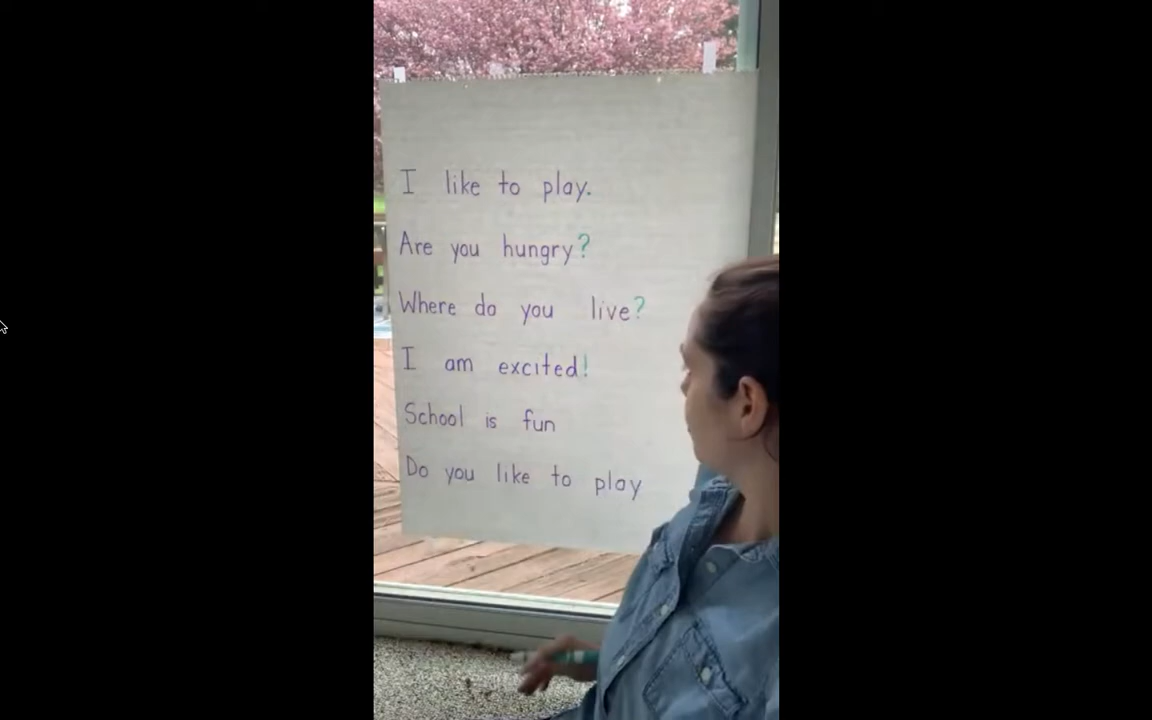 I like to play.
Are you hungry?
Where do you live?
I am excited!
School is fun
Do you like to play